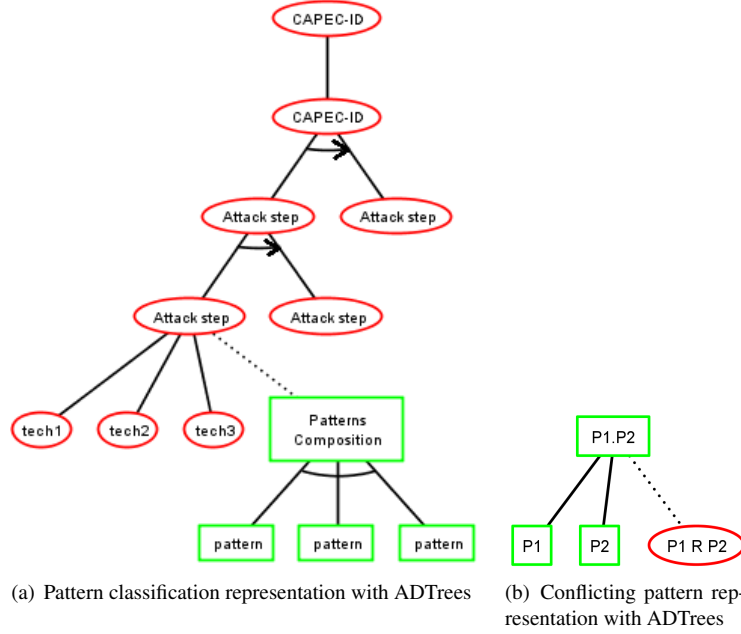 CAPEC-ID
CAPEC-ID
Attack step
Attack step
Attack step
Attack step
tech1
tech2
tech3
Patterns
Composition
pattern
pattern
pattern
(a) Pattern classification representation with ADTrees
P1.P2
P1
P2
P1 R P2
(b) Conflicting pattern rep-
resentation with ADTrees